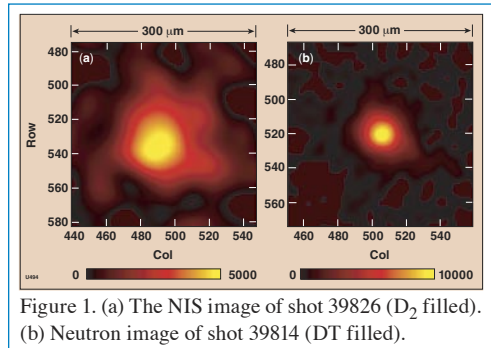 300 μm
300 μm
(a)
(b)
480
500
520
540
560
580
Row
440 460 480 500 520 540
Col
480
500
520
540
560
460 480 500 520 540
Col
U404
0 5000
0 10000
Figure 1. (a) The NIS image of shot 39826 (D₂ filled).
(b) Neutron image of shot 39814 (DT filled).